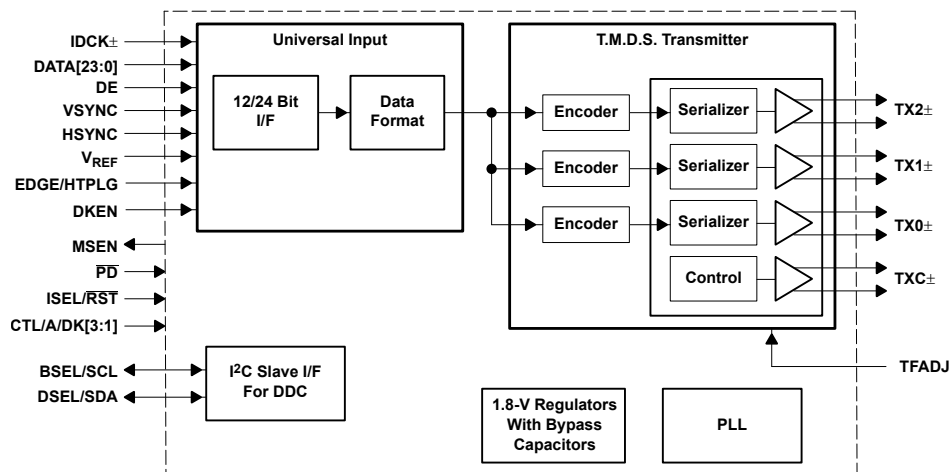 IDCK±
DATA[23:0]
DE
VSYNC
HSYNC
VREF
EDGE/HTPLG
DKEN
MSEN
PD
ISEL/RST
CTL/A/DK[3:1]
BSEL/SCL
DSEL/SDA
Universal Input
12/24 Bit
I/F
Data
Format
T.M.D.S. Transmitter
Encoder
Serializer
Encoder
Serializer
Encoder
Serializer
Control
TX2±
TX1±
TX0±
TXC±
TFADJ
I2C Slave I/F
For DDC
1.8-V Regulators
With Bypass
Capacitors
PLL